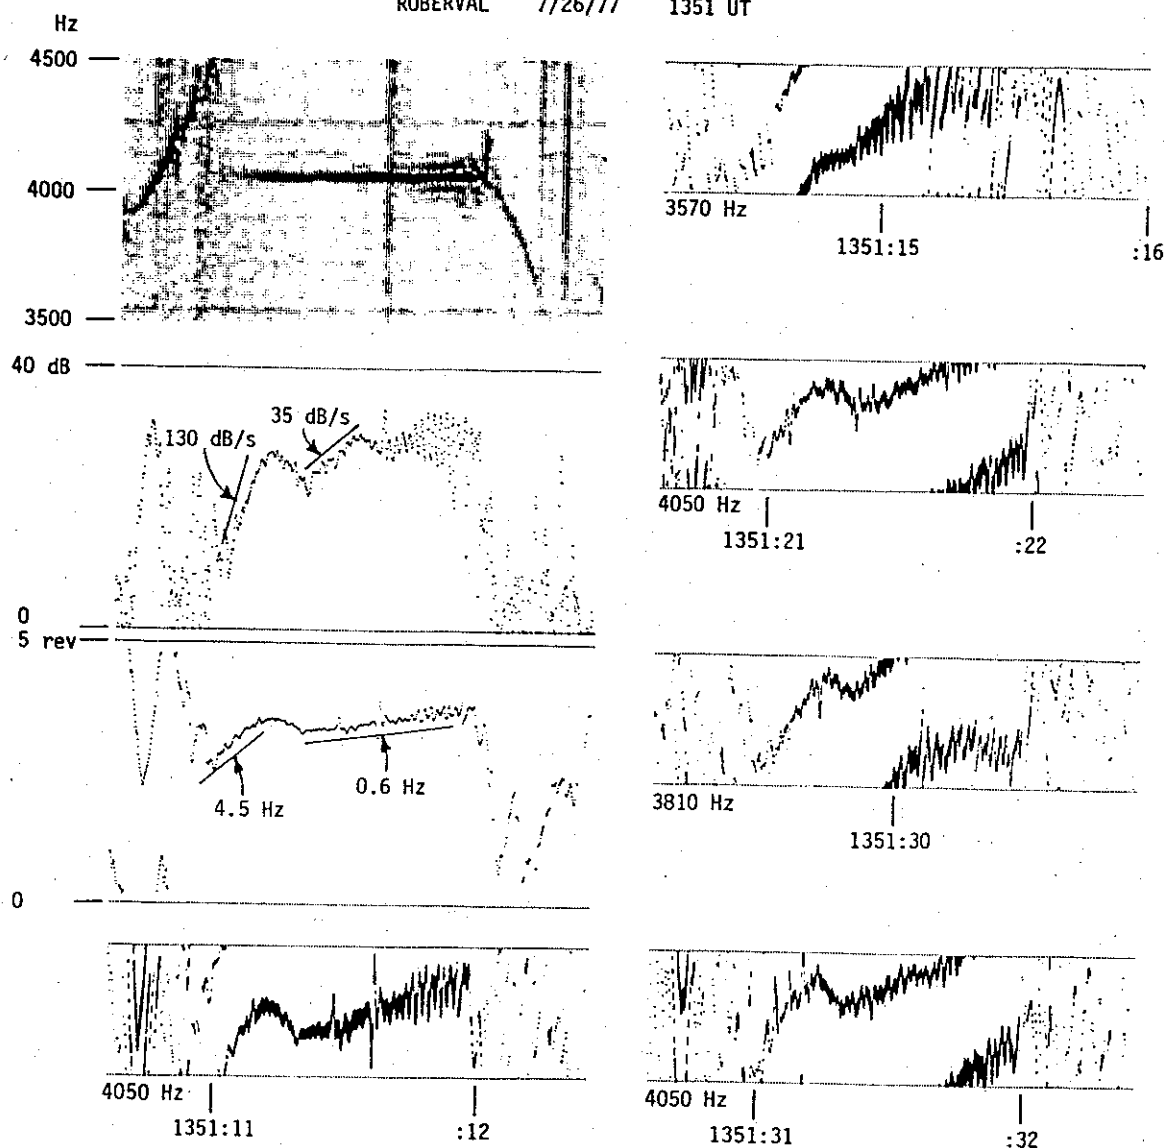 ROBERVAL 7/26/77 1351 UT
Hz
4500
4000
3500
40 dB
130 dB/s
35 dB/s
0
5 rev
4.5 Hz
0.6 Hz
0
4050 Hz
1351:11
:12
3570 Hz
1351:15
:16
4050 Hz
1351:21
:22
3810 Hz
1351:30
4050 Hz
1351:31
:32